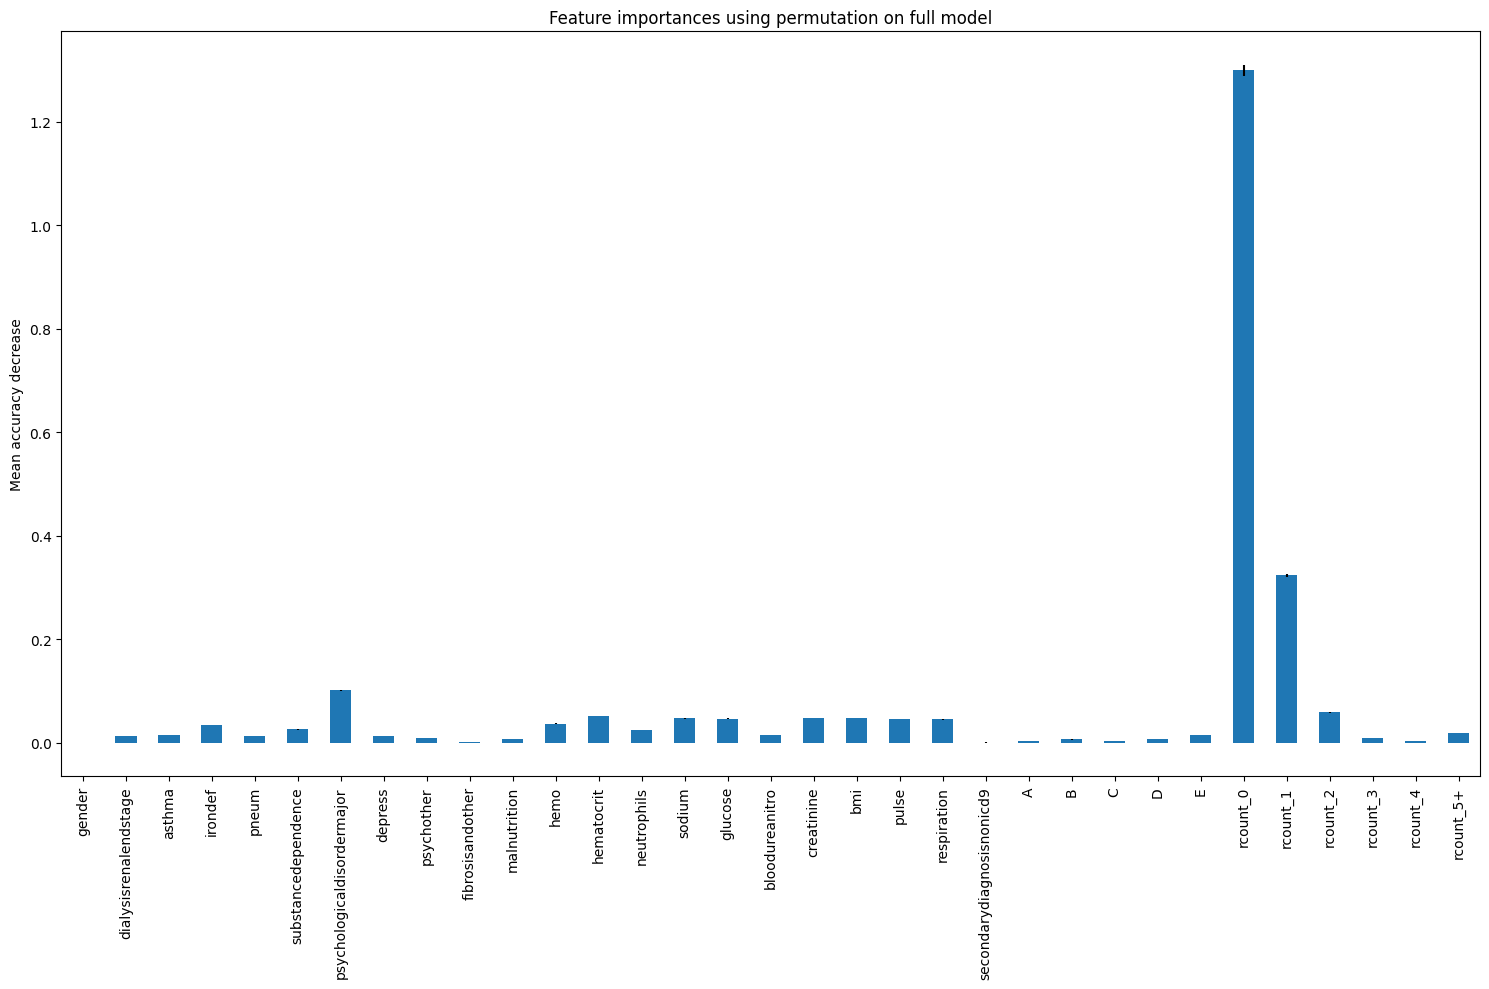 Feature importances using permutation on full model
Mean accuracy decrease
1.2
1.0
0.8
0.6
0.4
0.2
0.0
gender
dialysisrenalendstage
asthma
irondef
pneum
substancedependence
psychologicaldisordermajor
depress
psychother
fibrosisandother
malnutrition
hemo
hematocrit
neutrophils
sodium
glucose
bloodureanitro
creatinine
bmi
pulse
respiration
secondarydiagnosisnonicd9
A
B
C
D
E
rcount_0
rcount_1
rcount_2
rcount_3
rcount_4
rcount_5+